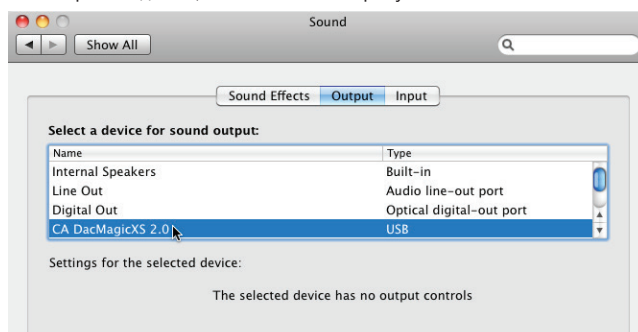 Sound
Show All
Sound Effects Output Input
Select a device for sound output:
Name Type
Internal Speakers Built-in
Line Out Audio line-out port
Digital Out Optical digital-out port
CA DacMagicXS 2.0 USB
Settings for the selected device:
The selected device has no output controls